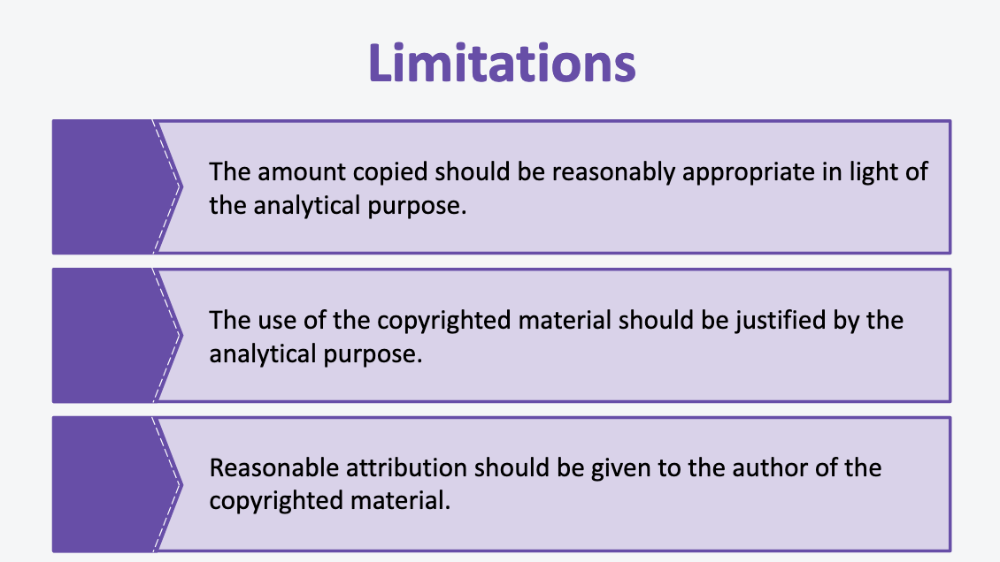 Limitations
The amount copied should be reasonably appropriate in light of
the analytical purpose.
The use of the copyrighted material should be justified by the
analytical purpose.
Reasonable attribution should be given to the author of the
copyrighted material.